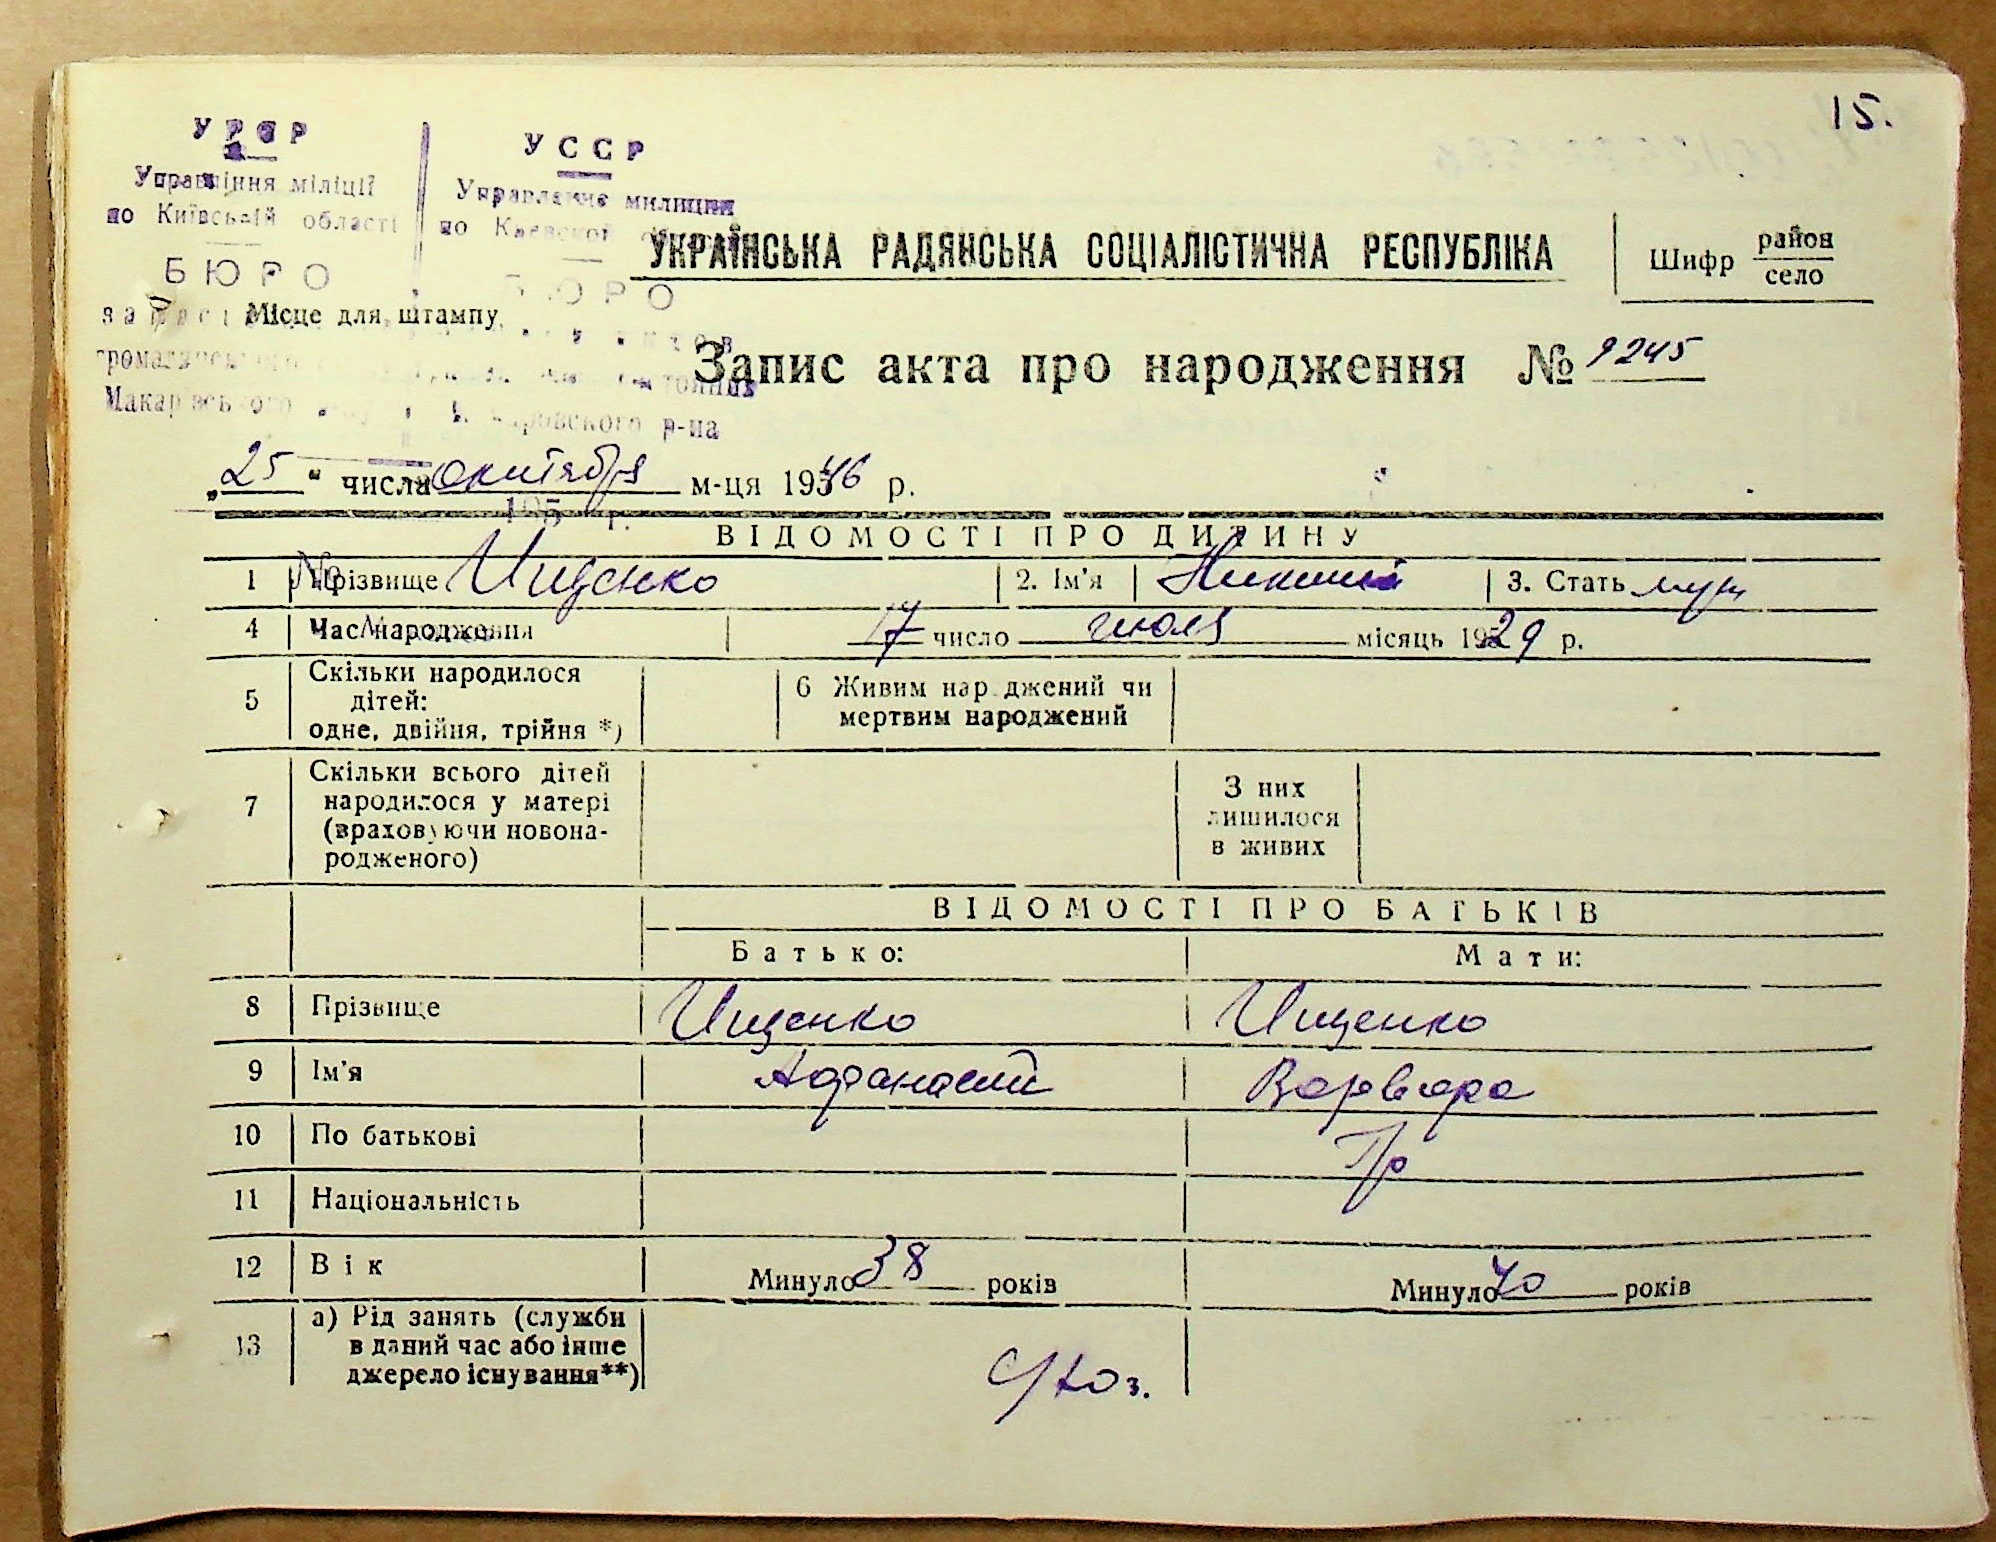 15.
УРСР
Управління міліції
по Київській області
БЮРО
УССР
Управление милиции
по Киевской
БЮРО
Макарівського
р-на
УКРАЇНСЬКА РАДЯНСЬКА СОЦІАЛІСТИЧНА РЕСПУБЛІКА
Шифр район
село
Місце для штампу
Запис акта про народження № 9245
„25“ числа октября м-ця 1946 р.
195 р.
ВІДОМОСТІ ПРО ДИТИНУ
1 Прізвище Ищенко 2. Ім'я 3. Стать муж
4 Час народження 17 число июля місяць 1929 р.
5 Скільки народилося
дітей:
одне, двійня, трійня *)
6 Живим народжений чи
мертвим народжений
7 Скільки всього дітей
народилося у матері
(враховуючи новона-
родженого)
З них
лишилося
в живих
ВІДОМОСТІ ПРО БАТЬКІВ
Батько: Мати:
8 Прізвище Ищенко Ищенко
9 Ім'я Афанасий Варвара
10 По батькові
11 Національність
12 Вік Минуло 38 років Минуло 40 років
13 а) Рід занять (служби
в даний час або інше
джерело існування**)